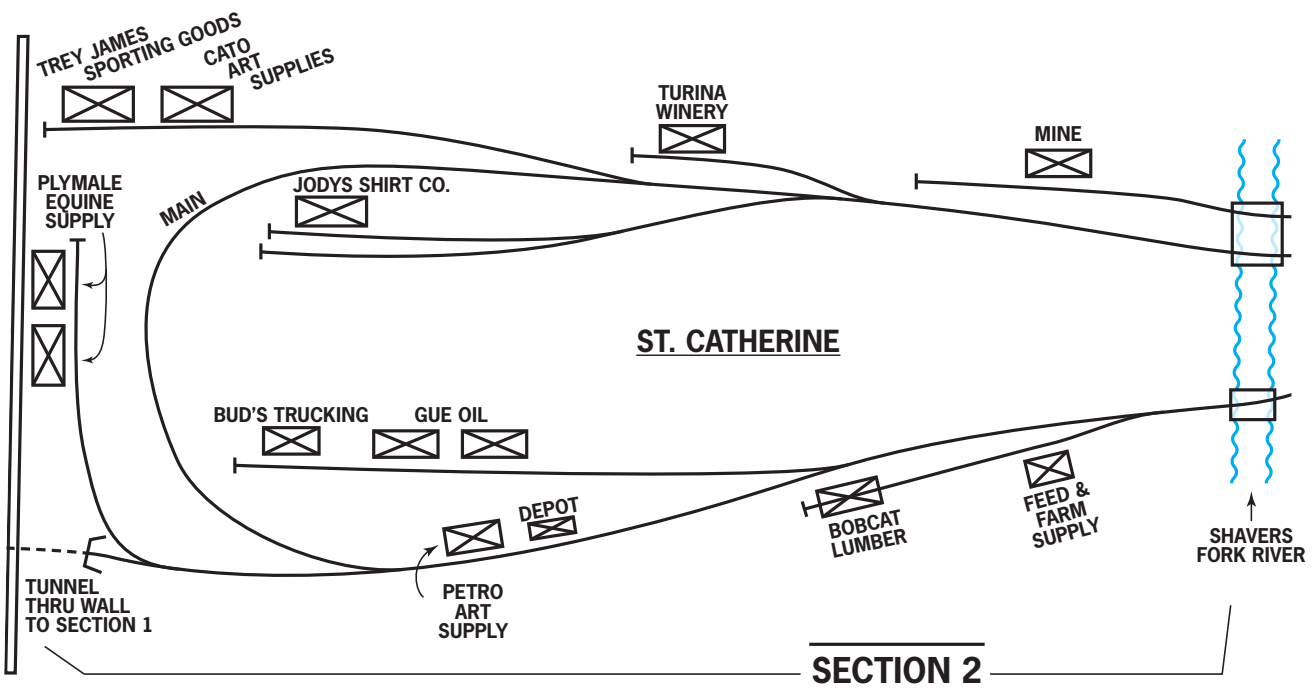 TREY JAMES
SPORTING GOODS
CATO
ART
SUPPLIES
TURINA
WINERY
MINE
PLYMALE
EQUINE
SUPPLY
MAIN
JODYS SHIRT CO.
ST. CATHERINE
BUD'S TRUCKING
GUE OIL
DEPOT
BOBCAT
LUMBER
FEED &
FARM
SUPPLY
SHAVERS
FORK RIVER
TUNNEL
THRU WALL
TO SECTION 1
PETRO
ART
SUPPLY
SECTION 2